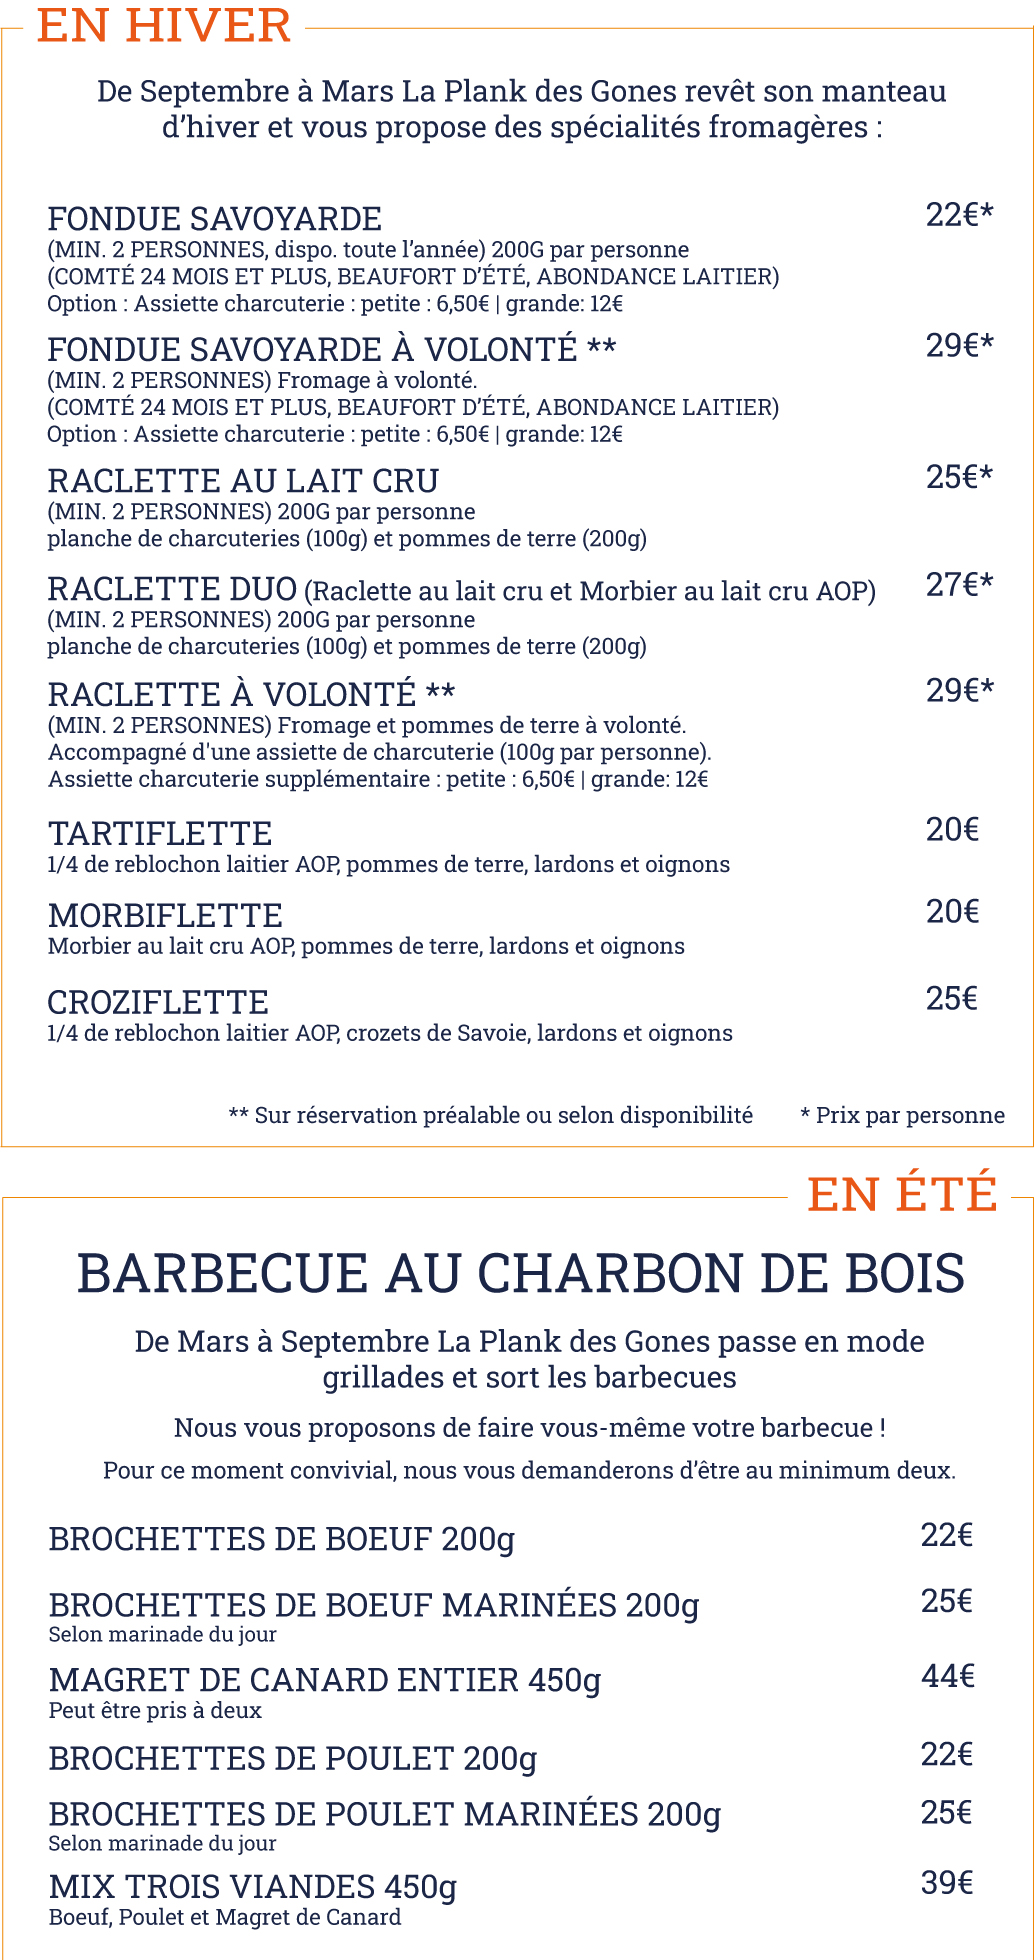 EN HIVER
De Septembre à Mars La Plank des Gones revêt son manteau
d’hiver et vous propose des spécialités fromagères :
FONDUE SAVOYARDE 22€*
(MIN. 2 PERSONNES, dispo. toute l’année) 200G par personne
(COMTÉ 24 MOIS ET PLUS, BEAUFORT D’ÉTÉ, ABONDANCE LAITIER)
Option : Assiette charcuterie : petite : 6,50€ | grande: 12€
FONDUE SAVOYARDE À VOLONTÉ ** 29€*
(MIN. 2 PERSONNES) Fromage à volonté.
(COMTÉ 24 MOIS ET PLUS, BEAUFORT D’ÉTÉ, ABONDANCE LAITIER)
Option : Assiette charcuterie : petite : 6,50€ | grande: 12€
RACLETTE AU LAIT CRU 25€*
(MIN. 2 PERSONNES) 200G par personne
planche de charcuteries (100g) et pommes de terre (200g)
RACLETTE DUO (Raclette au lait cru et Morbier au lait cru AOP) 27€*
(MIN. 2 PERSONNES) 200G par personne
planche de charcuteries (100g) et pommes de terre (200g)
RACLETTE À VOLONTÉ ** 29€*
(MIN. 2 PERSONNES) Fromage et pommes de terre à volonté.
Accompagné d'une assiette de charcuterie (100g par personne).
Assiette charcuterie supplémentaire : petite : 6,50€ | grande: 12€
TARTIFLETTE 20€
1/4 de reblochon laitier AOP, pommes de terre, lardons et oignons
MORBIFLETTE 20€
Morbier au lait cru AOP, pommes de terre, lardons et oignons
CROZIFLETTE 25€
1/4 de reblochon laitier AOP, crozets de Savoie, lardons et oignons
** Sur réservation préalable ou selon disponibilité * Prix par personne
EN ÉTÉ
BARBECUE AU CHARBON DE BOIS
De Mars à Septembre La Plank des Gones passe en mode
grillades et sort les barbecues
Nous vous proposons de faire vous-même votre barbecue !
Pour ce moment convivial, nous vous demanderons d’être au minimum deux.
BROCHETTES DE BOEUF 200g 22€
BROCHETTES DE BOEUF MARINÉES 200g 25€
Selon marinade du jour
MAGRET DE CANARD ENTIER 450g 44€
Peut être pris à deux
BROCHETTES DE POULET 200g 22€
BROCHETTES DE POULET MARINÉES 200g 25€
Selon marinade du jour
MIX TROIS VIANDES 450g 39€
Boeuf, Poulet et Magret de Canard